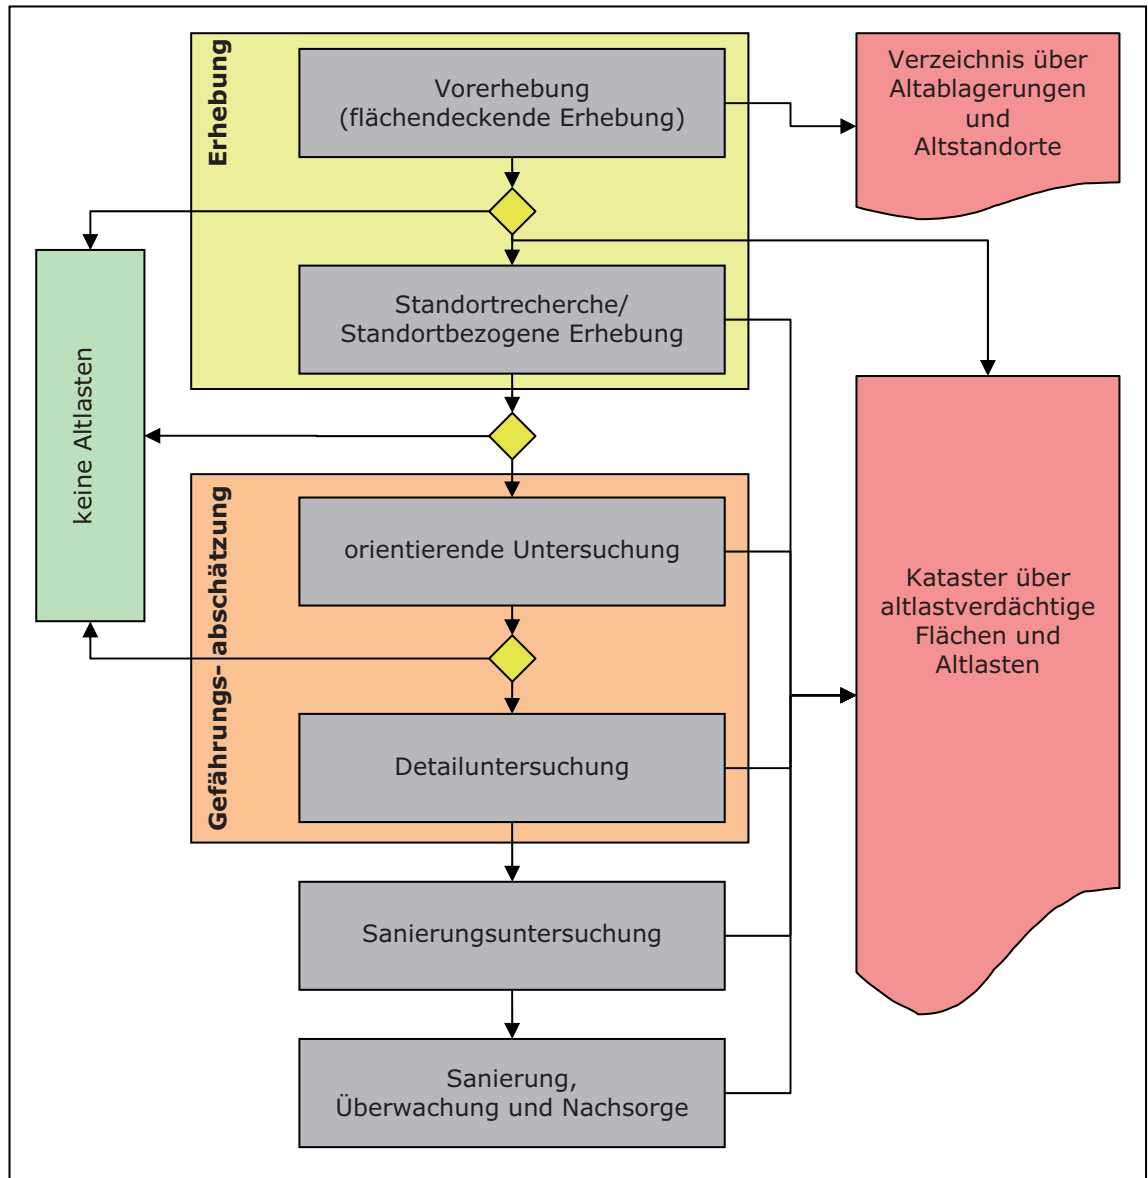 Erhebung
Vorerhebung
(flächendeckende Erhebung)
Verzeichnis über
Altablagerungen
und
Altstandorte
Standortrecherche/
Standortbezogene Erhebung
keine Altlasten
Gefährungs- abschätzung
orientierende Untersuchung
Kataster über
altlastverdächtige
Flächen und
Altlasten
Detailuntersuchung
Sanierungsuntersuchung
Sanierung,
Überwachung und Nachsorge